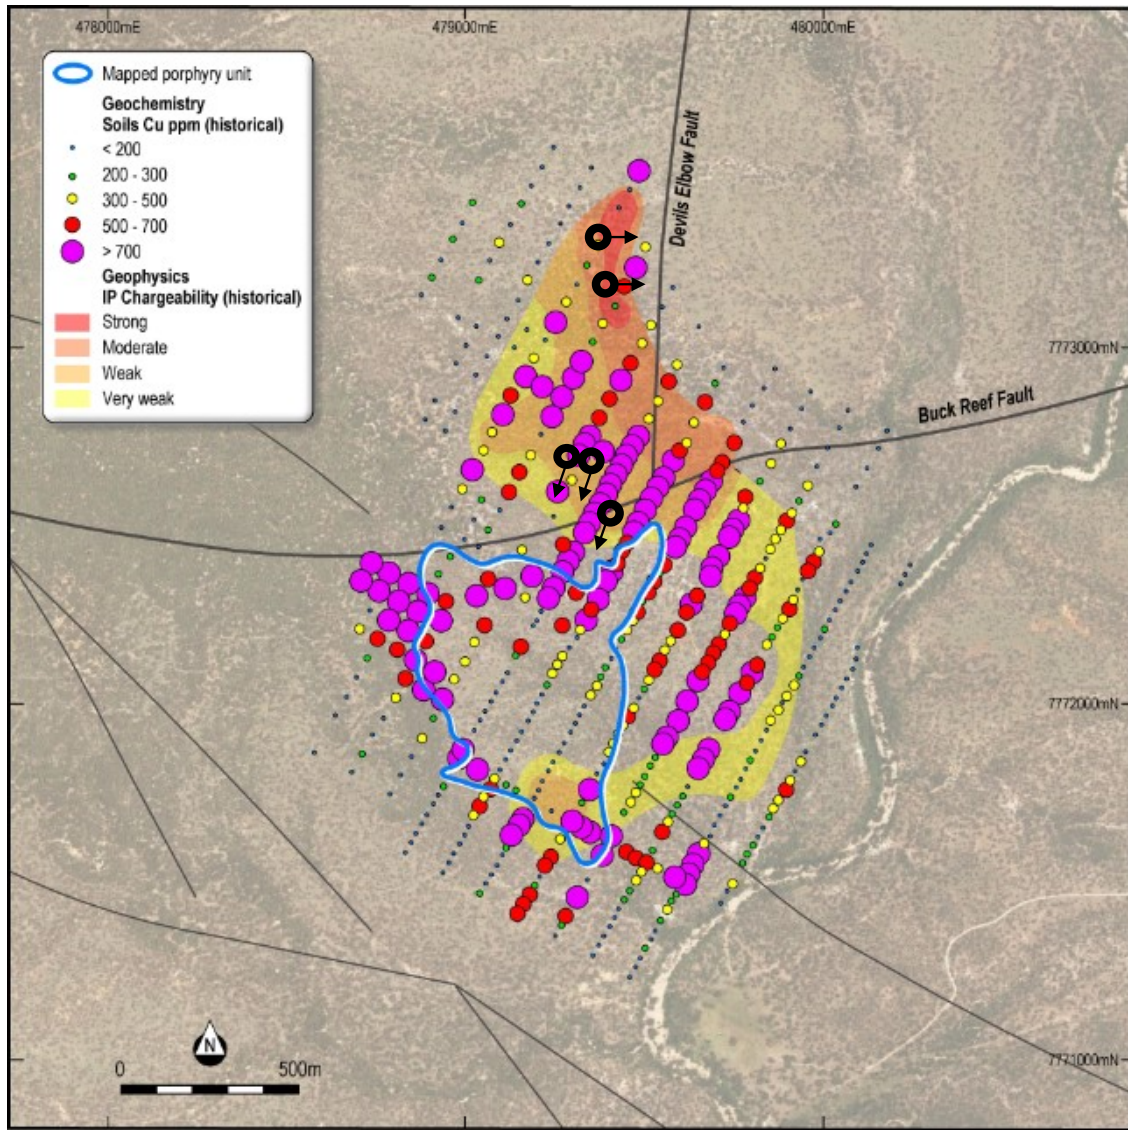 478000mE
479000mE
480000mE
Mapped porphyry unit
Geochemistry
Soils Cu ppm (historical)
< 200
200 - 300
300 - 500
500 - 700
> 700
Geophysics
IP Chargeability (historical)
Strong
Moderate
Weak
Very weak
Devils Elbow Fault
7773000mN
Buck Reef Fault
7772000mN
N
0 500m
7771000mN